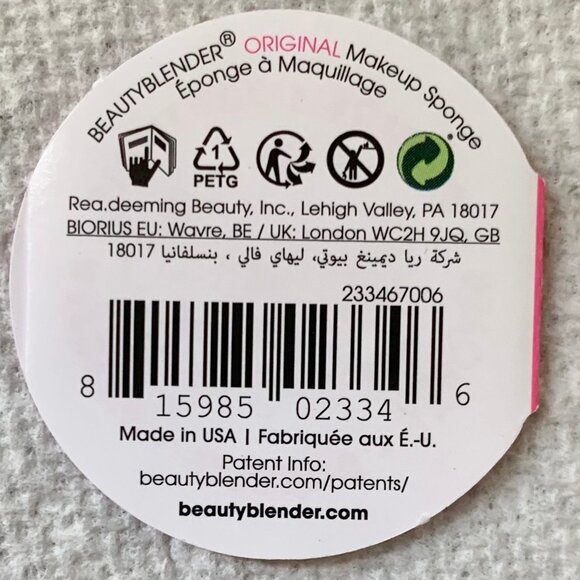 BEAUTYBLENDER® ORIGINAL Makeup Sponge
Éponge à Maquillage
1
PETG
Rea.deeming Beauty, Inc., Lehigh Valley, PA 18017
BIORIUS EU: Wavre, BE / UK: London WC2H 9JQ, GB
شركة ريا ديمينغ بيوتي، ليهاي فالي ، بنسلفانيا 18017
233467006
8 15985 02334 6
Made in USA | Fabriquée aux É.-U.
Patent Info:
beautyblender.com/patents/
beautyblender.com